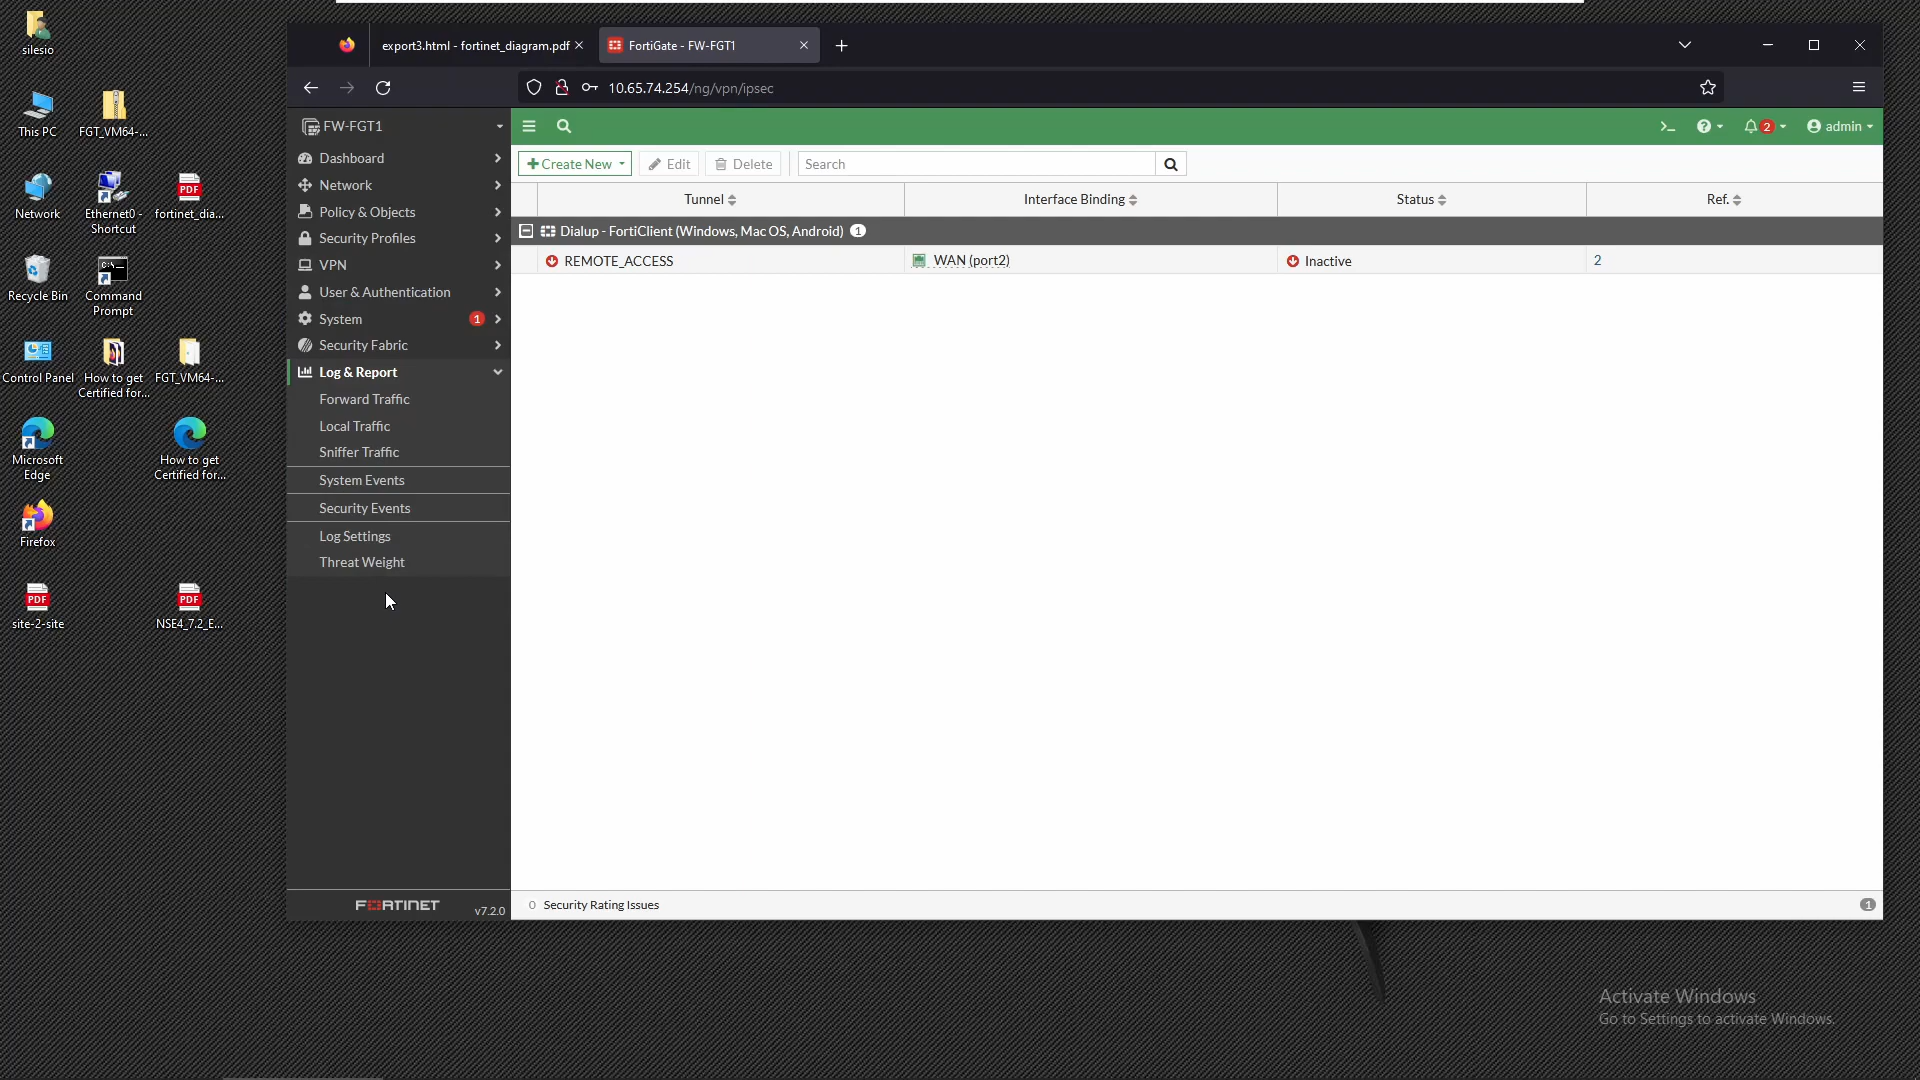 silesio
This PC
FGT_VM64-...
Network
Ethernet0 -
Shortcut
fortinet_dia...
Recycle Bin
Command
Prompt
Control Panel
How to get
Certified for...
FGT_VM64-...
Microsoft
Edge
How to get
Certified for...
Firefox
site-2-site
NSE4_7.2_E...
PDF
PDF
PDF
C:\_
export3.html - fortinet_diagram.pdf
FortiGate - FW-FGT1
10.65.74.254/ng/vpn/ipsec
FW-FGT1
Dashboard
Network
Policy & Objects
Security Profiles
VPN
User & Authentication
System 1
Security Fabric
Log & Report
Forward Traffic
Local Traffic
Sniffer Traffic
System Events
Security Events
Log Settings
Threat Weight
FORTINET v7.2.0
>_ ? 2 admin
+Create New Edit Delete Search
Tunnel Interface Binding Status Ref.
Dialup - FortiClient (Windows, Mac OS, Android) 1
REMOTE_ACCESS WAN (port2) Inactive 2
0 Security Rating Issues 1
Activate Windows
Go to Settings to activate Windows.